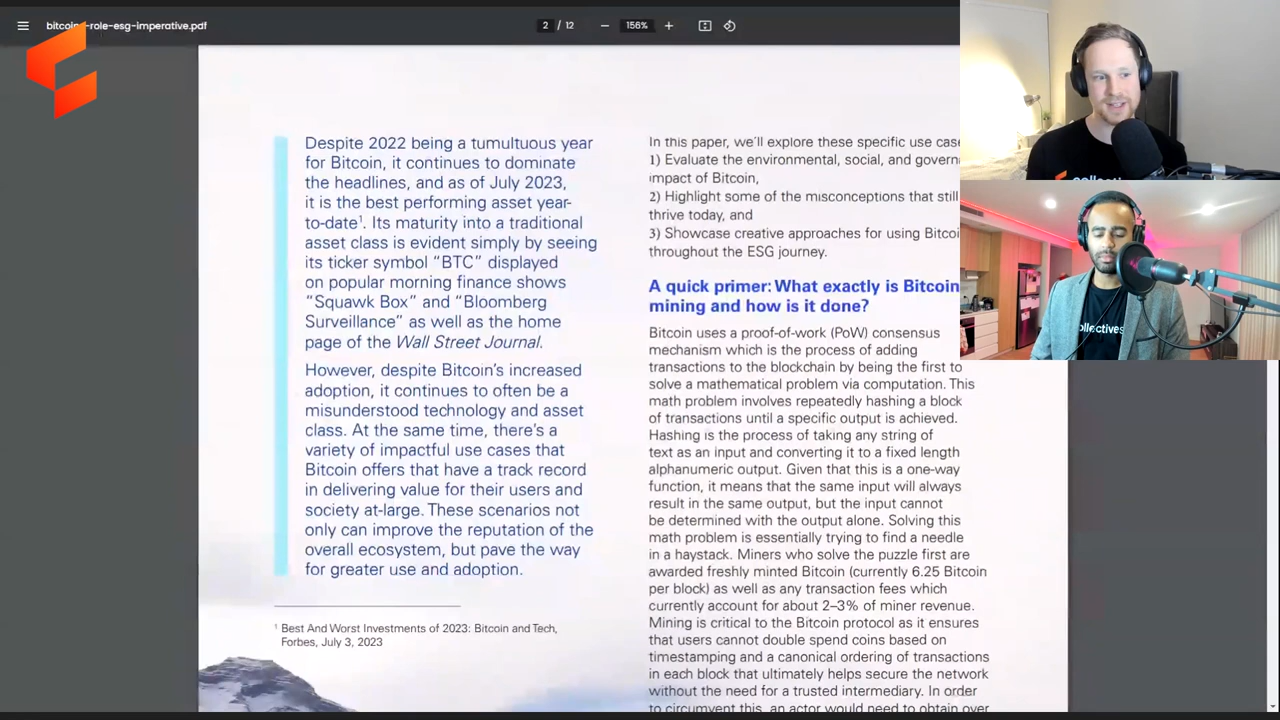 bitcoins-role-esg-imperative.pdf
2 / 12
156%
Despite 2022 being a tumultuous year
for Bitcoin, it continues to dominate
the headlines, and as of July 2023,
it is the best performing asset year-
to-date¹. Its maturity into a traditional
asset class is evident simply by seeing
its ticker symbol “BTC” displayed
on popular morning finance shows
“Squawk Box” and “Bloomberg
Surveillance” as well as the home
page of the Wall Street Journal.
However, despite Bitcoin’s increased
adoption, it continues to often be a
misunderstood technology and asset
class. At the same time, there’s a
variety of impactful use cases that
Bitcoin offers that have a track record
in delivering value for their users and
society at-large. These scenarios not
only can improve the reputation of the
overall ecosystem, but pave the way
for greater use and adoption.
¹ Best And Worst Investments of 2023: Bitcoin and Tech,
Forbes, July 3, 2023
In this paper, we’ll explore these specific use case
1) Evaluate the environmental, social, and govern
impact of Bitcoin,
2) Highlight some of the misconceptions that still
thrive today, and
3) Showcase creative approaches for using Bitcoi
throughout the ESG journey.
A quick primer: What exactly is Bitcoin
mining and how is it done?
Bitcoin uses a proof-of-work (PoW) consensus
mechanism which is the process of adding
transactions to the blockchain by being the first to
solve a mathematical problem via computation. This
math problem involves repeatedly hashing a block
of transactions until a specific output is achieved.
Hashing is the process of taking any string of
text as an input and converting it to a fixed length
alphanumeric output. Given that this is a one-way
function, it means that the same input will always
result in the same output, but the input cannot
be determined with the output alone. Solving this
math problem is essentially trying to find a needle
in a haystack. Miners who solve the puzzle first are
awarded freshly minted Bitcoin (currently 6.25 Bitcoin
per block) as well as any transaction fees which
currently account for about 2–3% of miner revenue.
Mining is critical to the Bitcoin protocol as it ensures
that users cannot double spend coins based on
timestamping and a canonical ordering of transactions
in each block that ultimately helps secure the network
without the need for a trusted intermediary. In order
to circumvent this, an actor would need to obtain over
collectives